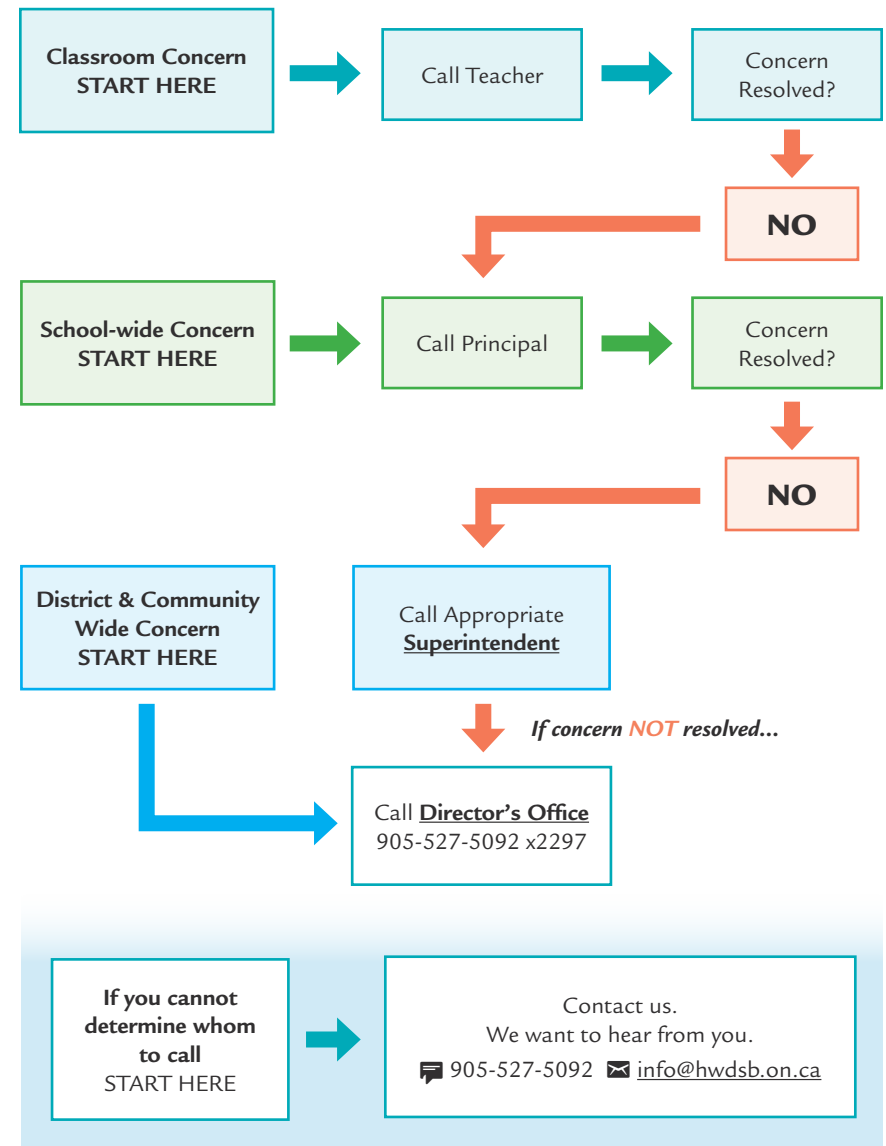 Classroom Concern
START HERE
Call Teacher
Concern
Resolved?
NO
School-wide Concern
START HERE
Call Principal
Concern
Resolved?
NO
District & Community
Wide Concern
START HERE
Call Appropriate
Superintendent
If concern NOT resolved...
Call Director’s Office
905-527-5092 x2297
If you cannot
determine whom
to call
START HERE
Contact us.
We want to hear from you.
905-527-5092 info@hwdsb.on.ca